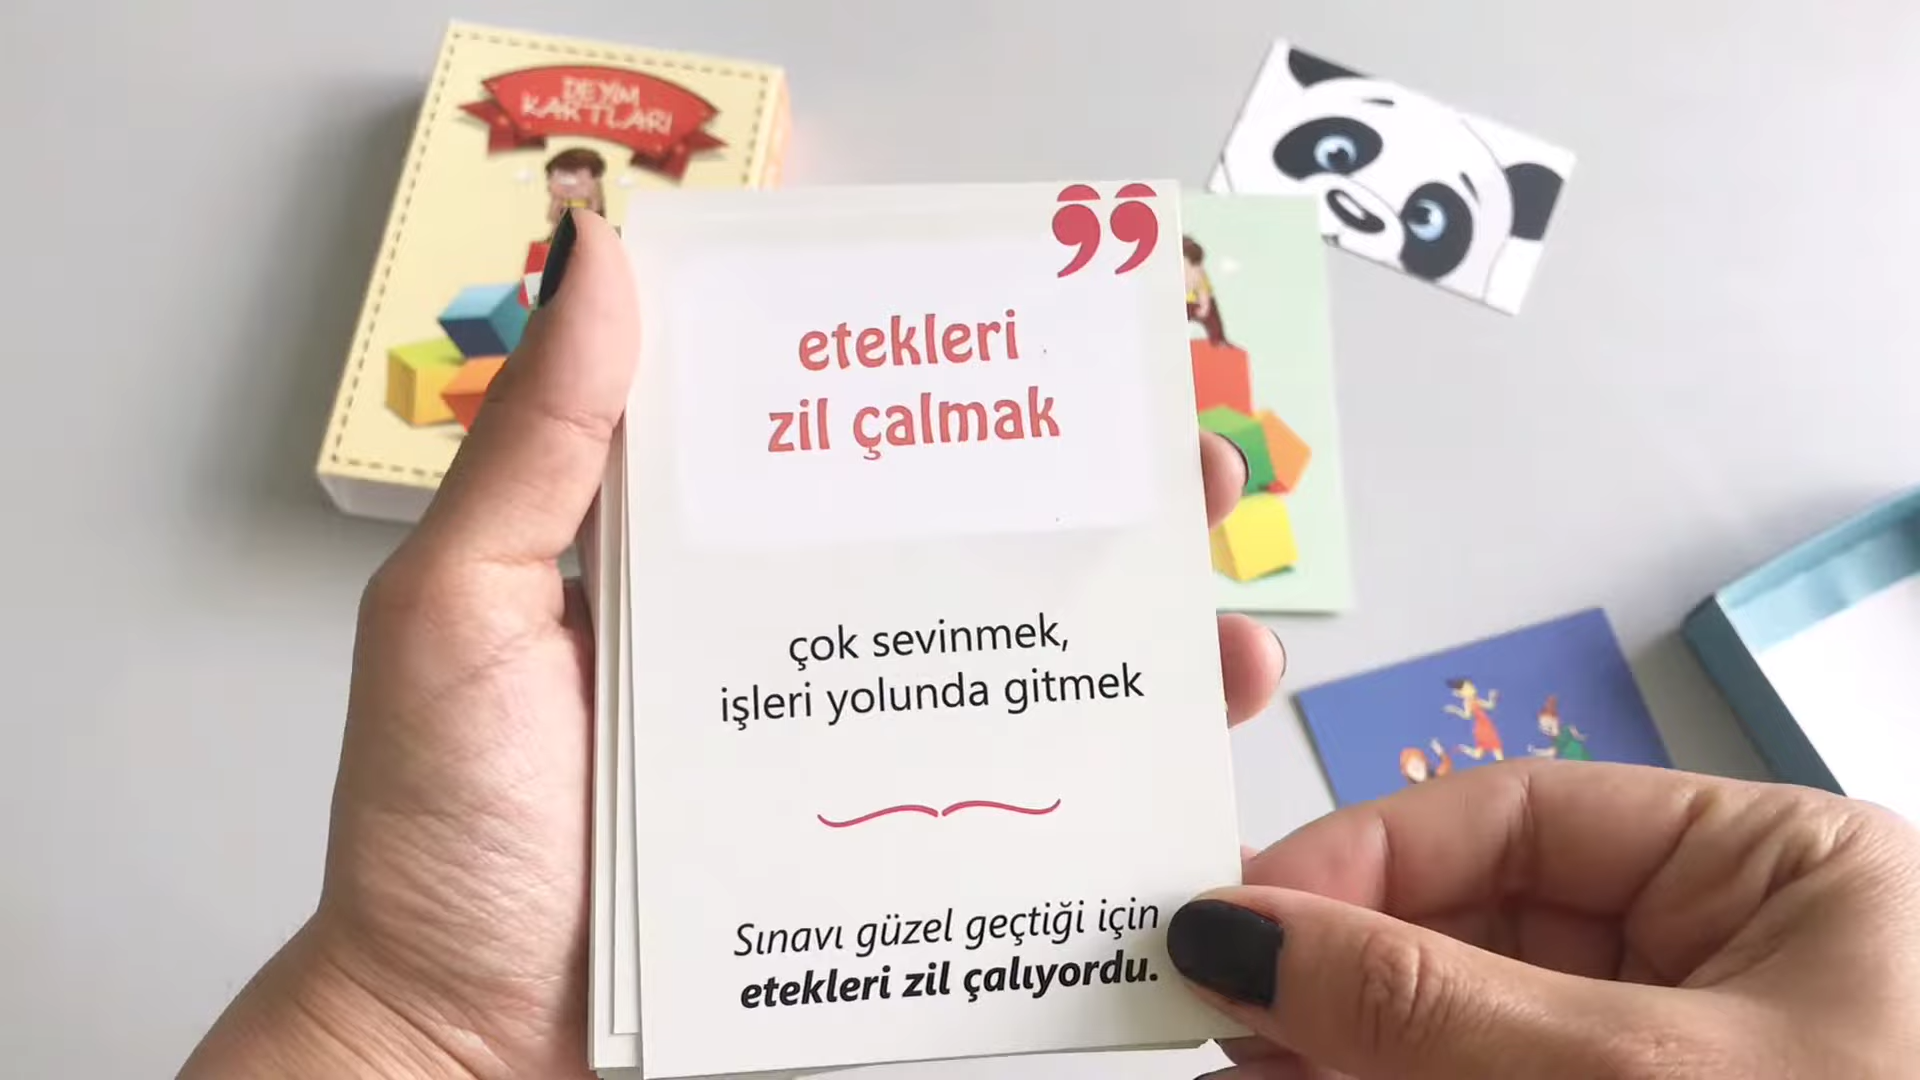 DEYİM
KARTLARI
etekleri
zil çalmak
çok sevinmek,
işleri yolunda gitmek
Sınavı güzel geçtiği için
etekleri zil çalıyordu.